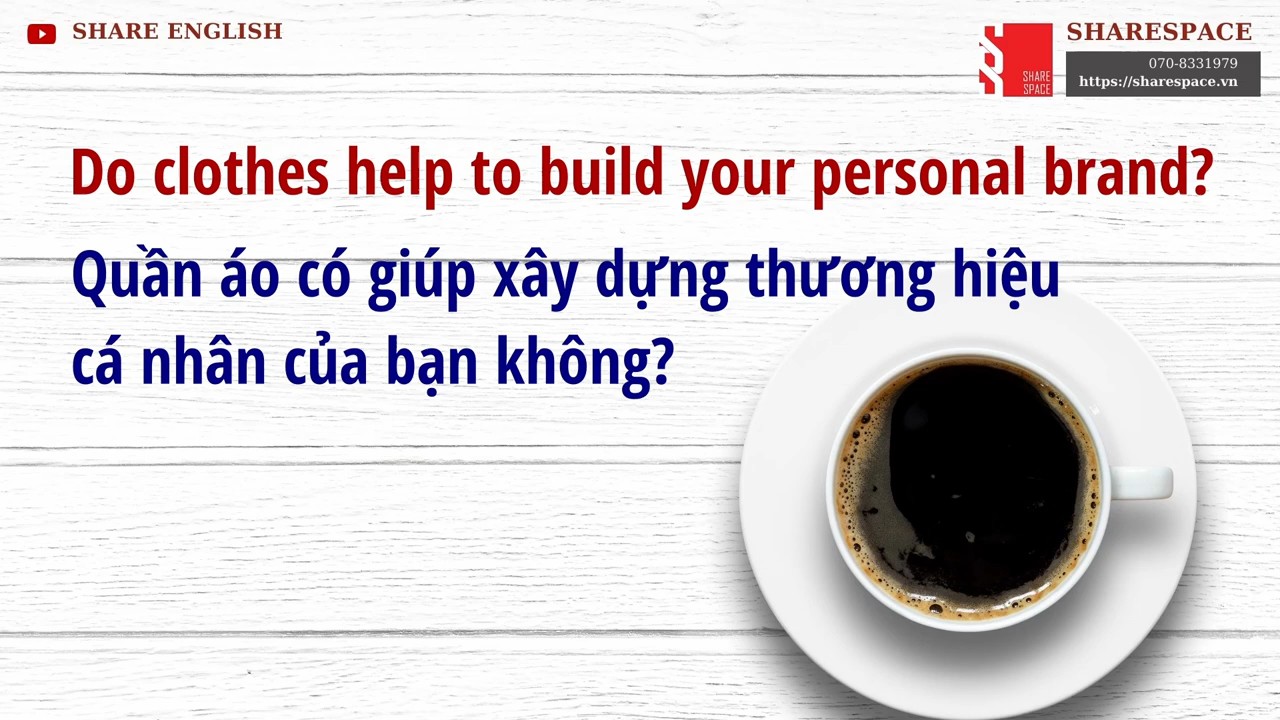 SHARE ENGLISH
SHARESPACE
070-8331979
https://sharespace.vn
SHARE
SPACE
Do clothes help to build your personal brand?
Quần áo có giúp xây dựng thương hiệu
cá nhân của bạn không?